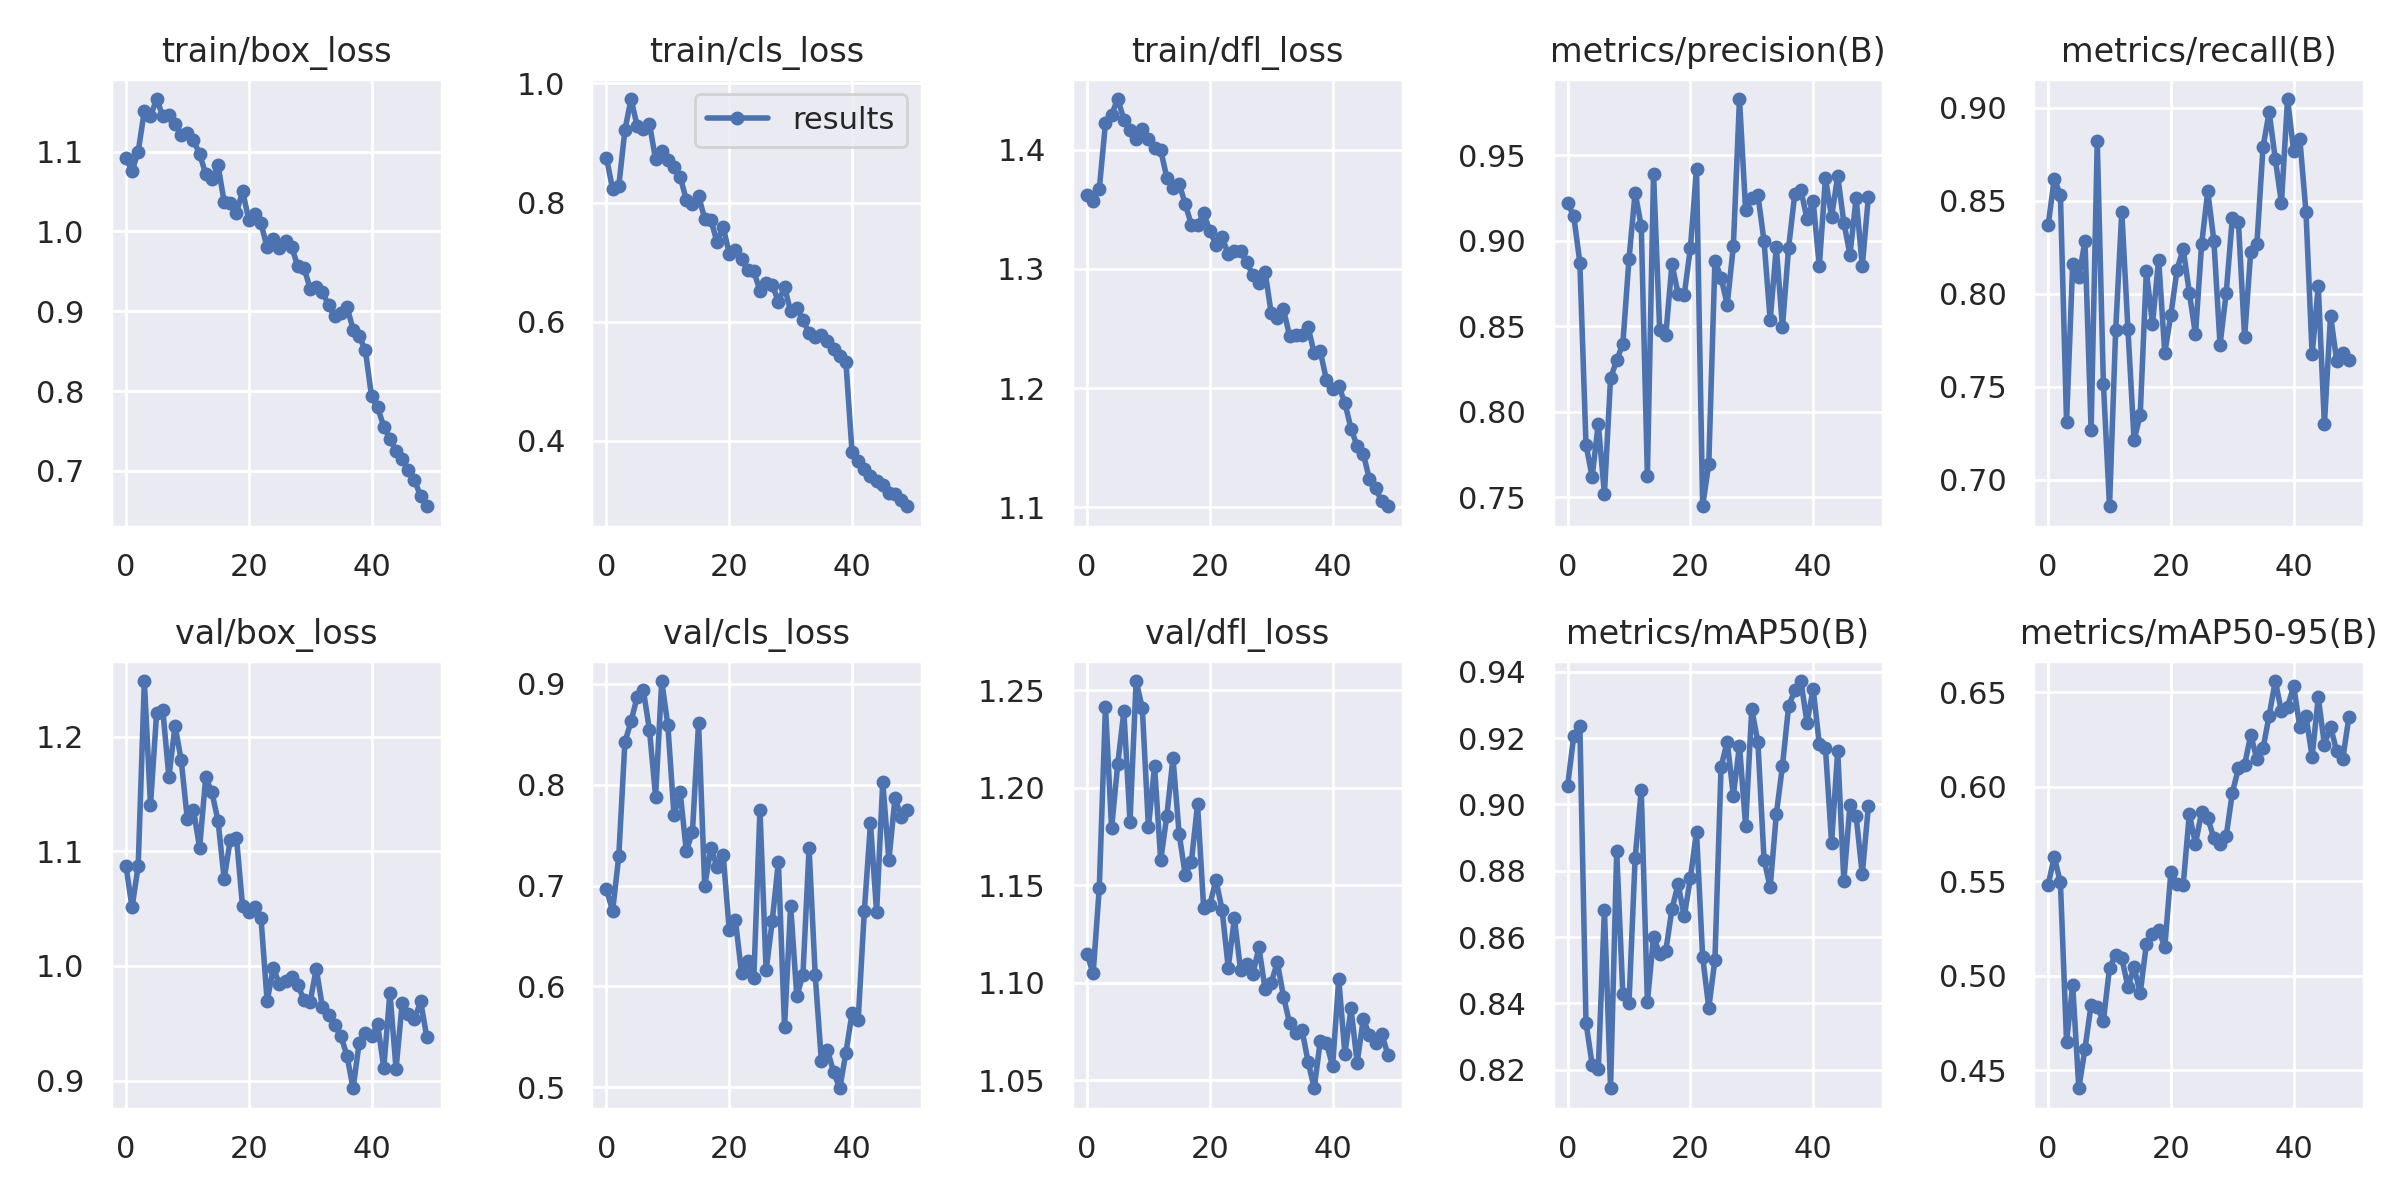 train/box_loss
train/cls_loss
train/dfl_loss
metrics/precision(B)
metrics/recall(B)
results
1.1
1.0
0.9
0.8
0.7
0 20 40
1.0
0.8
0.6
0.4
0 20 40
1.4
1.3
1.2
1.1
0 20 40
0.95
0.90
0.85
0.80
0.75
0 20 40
0.90
0.85
0.80
0.75
0.70
0 20 40
val/box_loss
val/cls_loss
val/dfl_loss
metrics/mAP50(B)
metrics/mAP50-95(B)
1.2
1.1
1.0
0.9
0 20 40
0.9
0.8
0.7
0.6
0.5
0 20 40
1.25
1.20
1.15
1.10
1.05
0 20 40
0.94
0.92
0.90
0.88
0.86
0.84
0.82
0 20 40
0.65
0.60
0.55
0.50
0.45
0 20 40